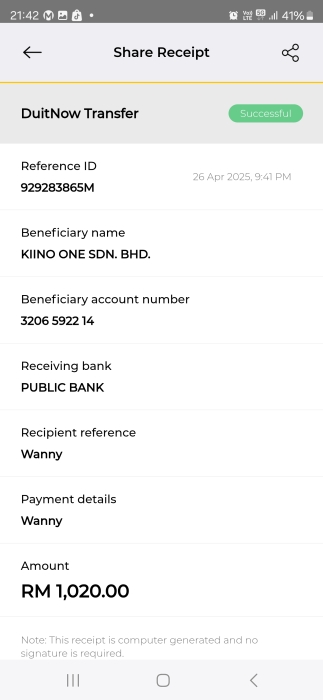 21:42
41%
Share Receipt
DuitNow Transfer
Successful
Reference ID
26 Apr 2025, 9:41 PM
929283865M
Beneficiary name
KIINO ONE SDN. BHD.
Beneficiary account number
3206 5922 14
Receiving bank
PUBLIC BANK
Recipient reference
Wanny
Payment details
Wanny
Amount
RM 1,020.00
Note: This receipt is computer generated and no
signature is required.